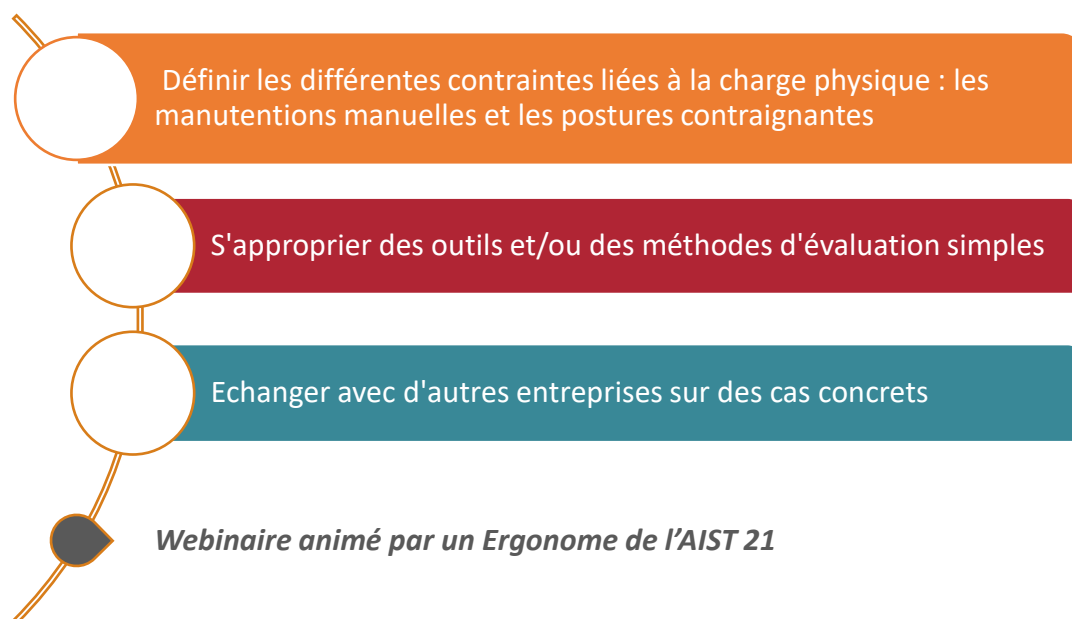 Définir les différentes contraintes liées à la charge physique : les
manutentions manuelles et les postures contraignantes
S'approprier des outils et/ou des méthodes d'évaluation simples
Echanger avec d'autres entreprises sur des cas concrets
Webinaire animé par un Ergonome de l’AIST 21